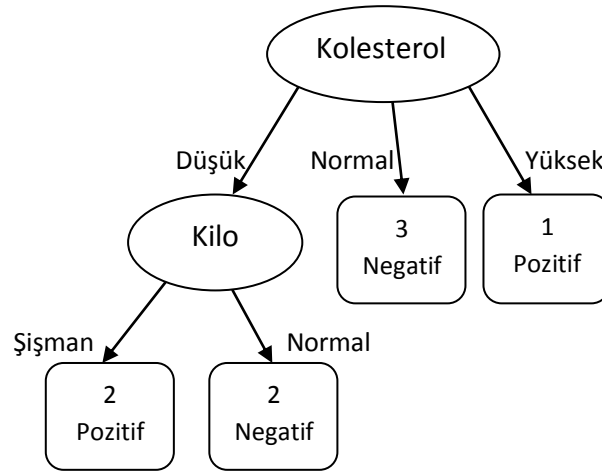 Kolesterol
Düşük
Normal
Yüksek
Kilo
3
Negatif
1
Pozitif
Şişman
Normal
2
Pozitif
2
Negatif